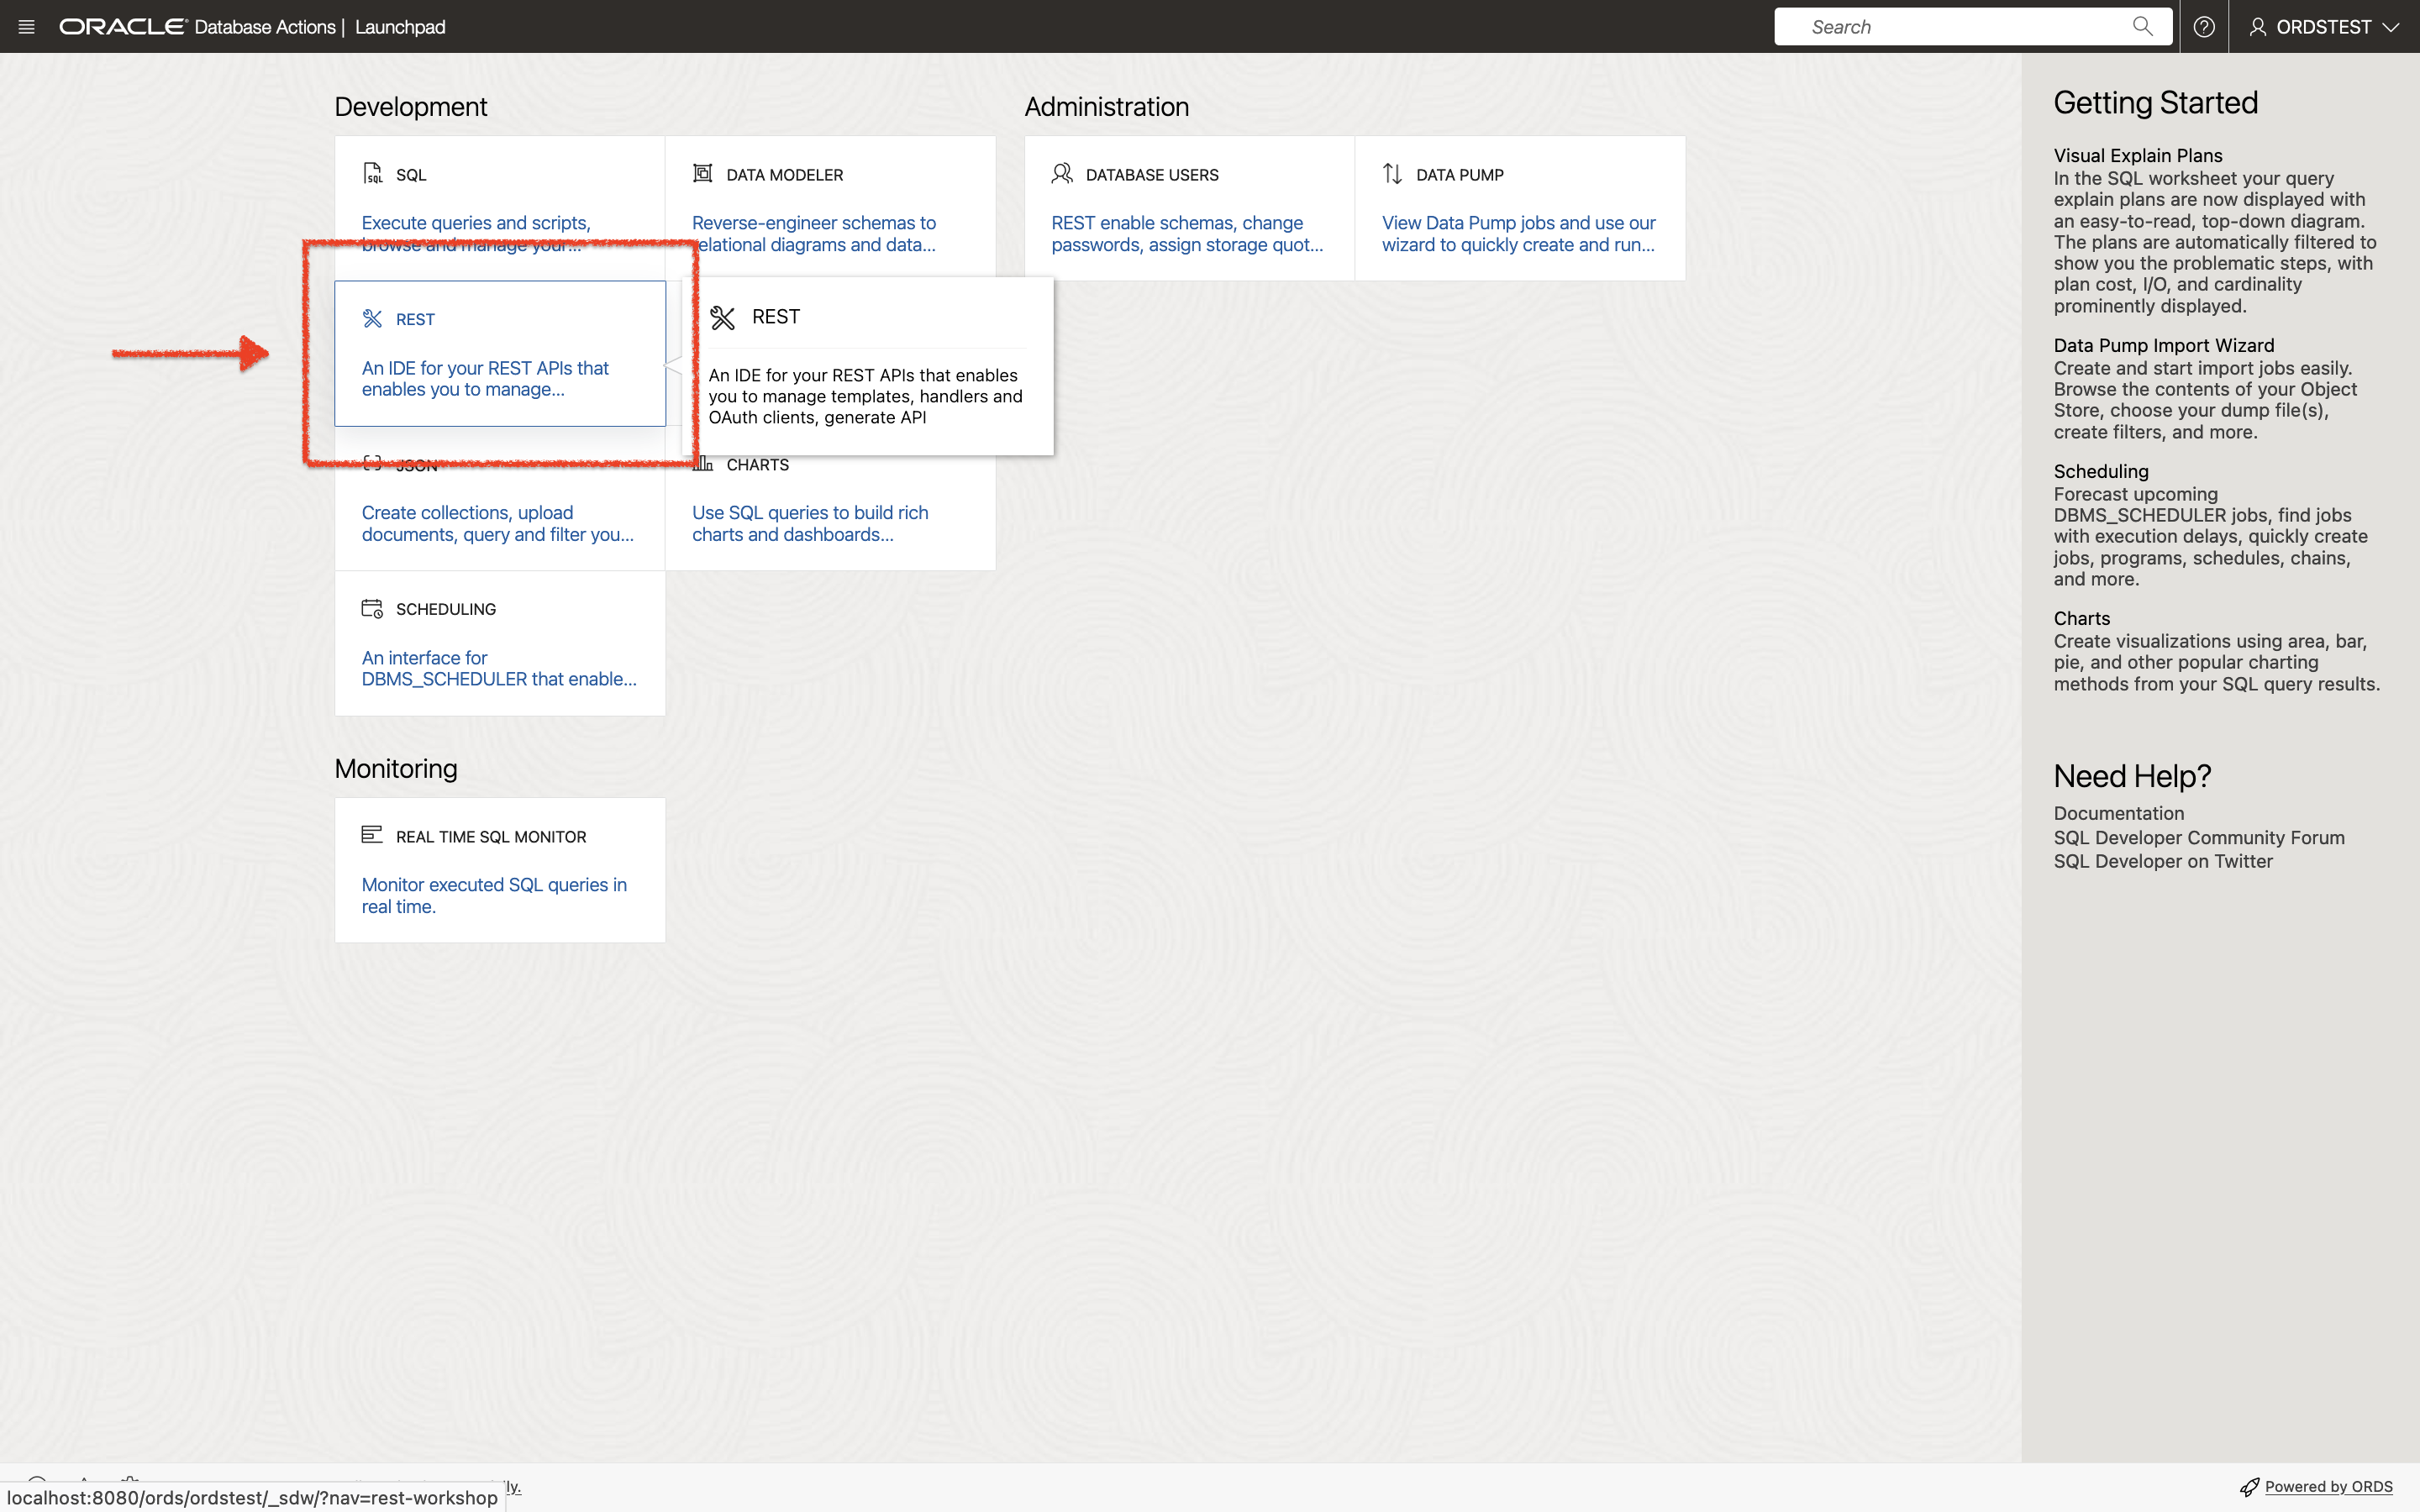 ORACLE Database Actions | Launchpad
Search
ORDSTEST
Development
SQL
Execute queries and scripts,
browse and manage your...
DATA MODELER
Reverse-engineer schemas to
relational diagrams and data...
REST
An IDE for your REST APIs that
enables you to manage...
REST
An IDE for your REST APIs that enables
you to manage templates, handlers and
OAuth clients, generate API
JSON
Create collections, upload
documents, query and filter you...
CHARTS
Use SQL queries to build rich
charts and dashboards...
SCHEDULING
An interface for
DBMS_SCHEDULER that enable...
Administration
DATABASE USERS
REST enable schemas, change
passwords, assign storage quot...
DATA PUMP
View Data Pump jobs and use our
wizard to quickly create and run...
Monitoring
REAL TIME SQL MONITOR
Monitor executed SQL queries in
real time.
Getting Started
Visual Explain Plans
In the SQL worksheet your query
explain plans are now displayed with
an easy-to-read, top-down diagram.
The plans are automatically filtered to
show you the problematic steps, with
plan cost, I/O, and cardinality
prominently displayed.
Data Pump Import Wizard
Create and start import jobs easily.
Browse the contents of your Object
Store, choose your dump file(s),
create filters, and more.
Scheduling
Forecast upcoming
DBMS_SCHEDULER jobs, find jobs
with execution delays, quickly create
jobs, programs, schedules, chains,
and more.
Charts
Create visualizations using area, bar,
pie, and other popular charting
methods from your SQL query results.
Need Help?
Documentation
SQL Developer Community Forum
SQL Developer on Twitter
localhost:8080/ords/ordstest/_sdw/?nav=rest-workshop
Powered by ORDS